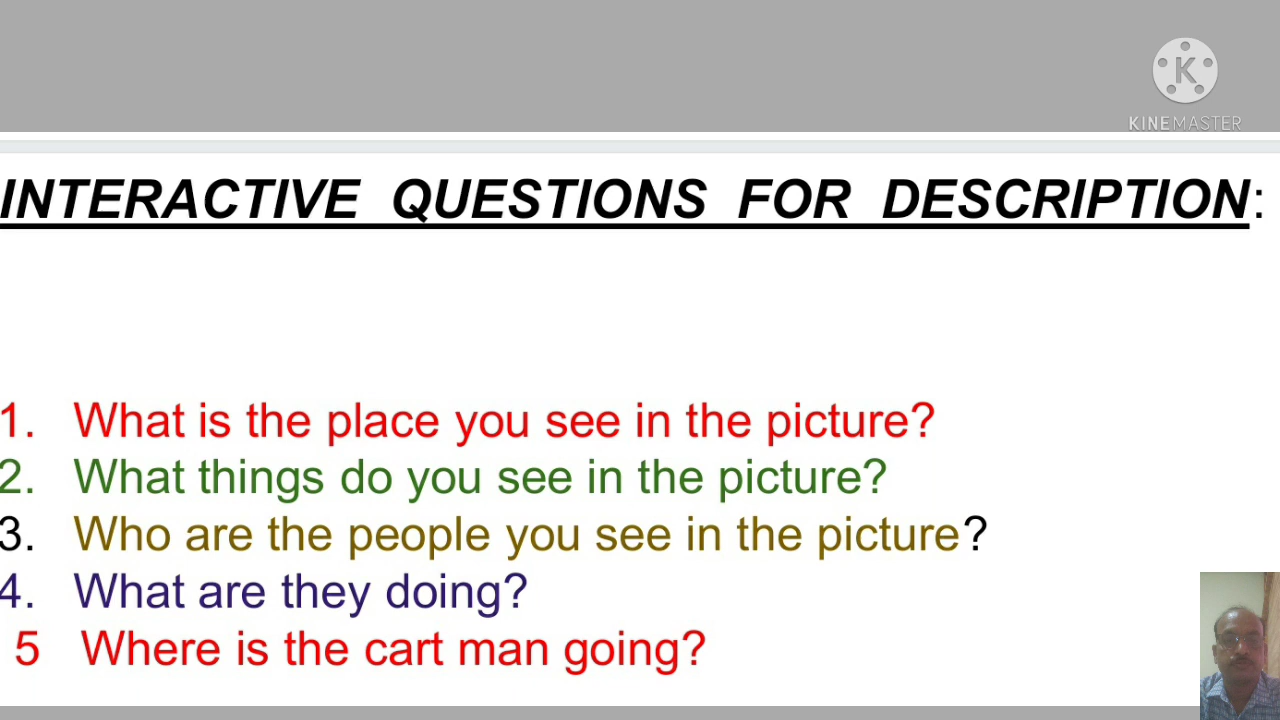 K
KINEMASTER
INTERACTIVE QUESTIONS FOR DESCRIPTION:
1. What is the place you see in the picture?
2. What things do you see in the picture?
3. Who are the people you see in the picture?
4. What are they doing?
5 Where is the cart man going?